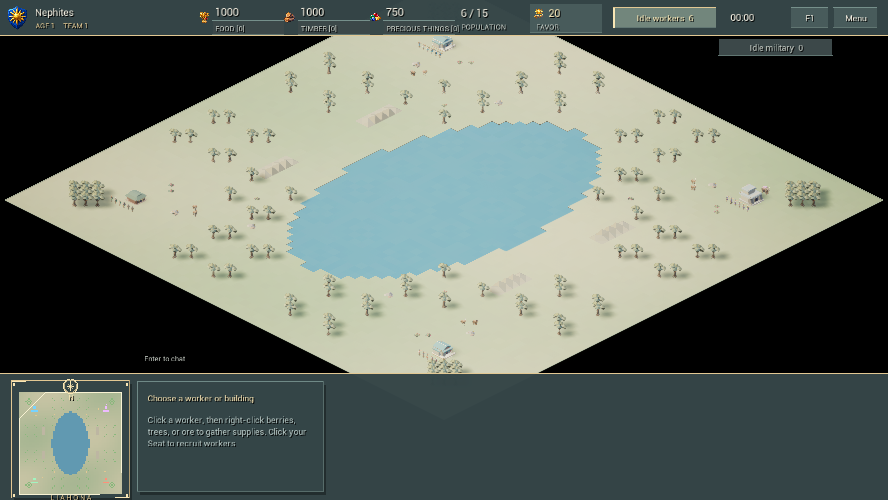 Nephites
AGE 1 TEAM 1
1000
FOOD [0]
1000
TIMBER [0]
750
PRECIOUS THINGS [0]
6 / 15
POPULATION
20
FAVOR
Idle workers 6
00:00
F1
Menu
Idle military 0
Enter to chat
N
LIAHONA
Choose a worker or building
Click a worker, then right-click berries,
trees, or ore to gather supplies. Click your
Seat to recruit workers.